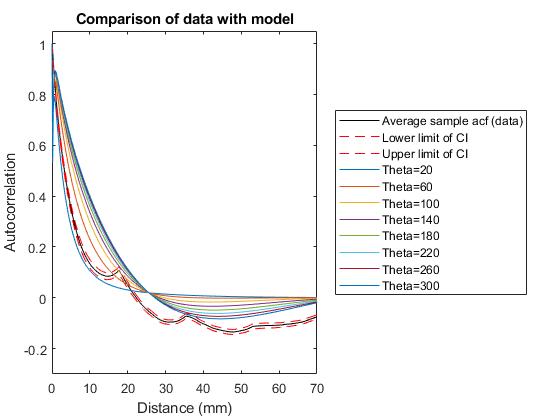 Comparison of data with model
1
0.8
0.6
0.4
0.2
0
-0.2
Autocorrelation
0 10 20 30 40 50 60 70
Distance (mm)
Average sample acf (data)
Lower limit of CI
Upper limit of CI
Theta=20
Theta=60
Theta=100
Theta=140
Theta=180
Theta=220
Theta=260
Theta=300